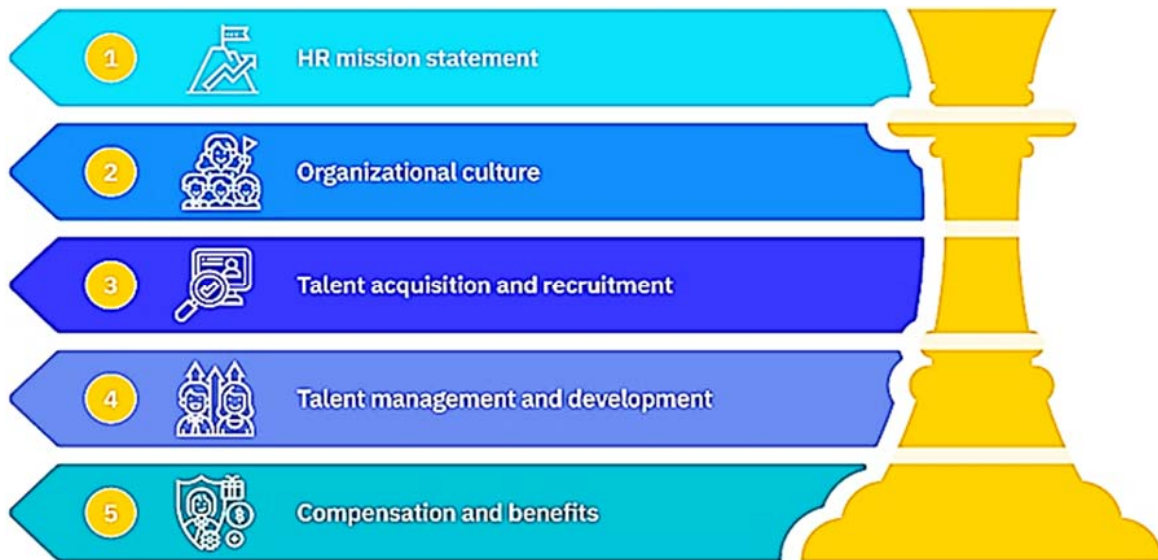 1
HR mission statement
2
Organizational culture
3
Talent acquisition and recruitment
4
Talent management and development
5
Compensation and benefits